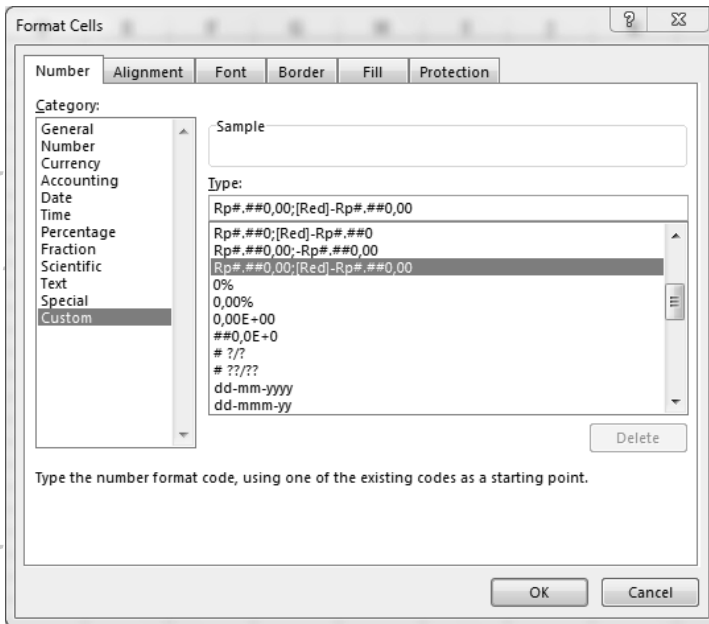 Format Cells
Number Alignment Font Border Fill Protection
Category:
General
Number
Currency
Accounting
Date
Time
Percentage
Fraction
Scientific
Text
Special
Custom
Sample
Type:
Rp#.##0,00;[Red]-Rp#.##0,00
Rp#.##0;[Red]-Rp#.##0
Rp#.##0,00;-Rp#.##0,00
Rp#.##0,00;[Red]-Rp#.##0,00
0%
0,00%
0,00E+00
##0,0E+0
# ?/?
# ??/??
dd-mm-yyyy
dd-mmm-yy
Delete
Type the number format code, using one of the existing codes as a starting point.
OK Cancel